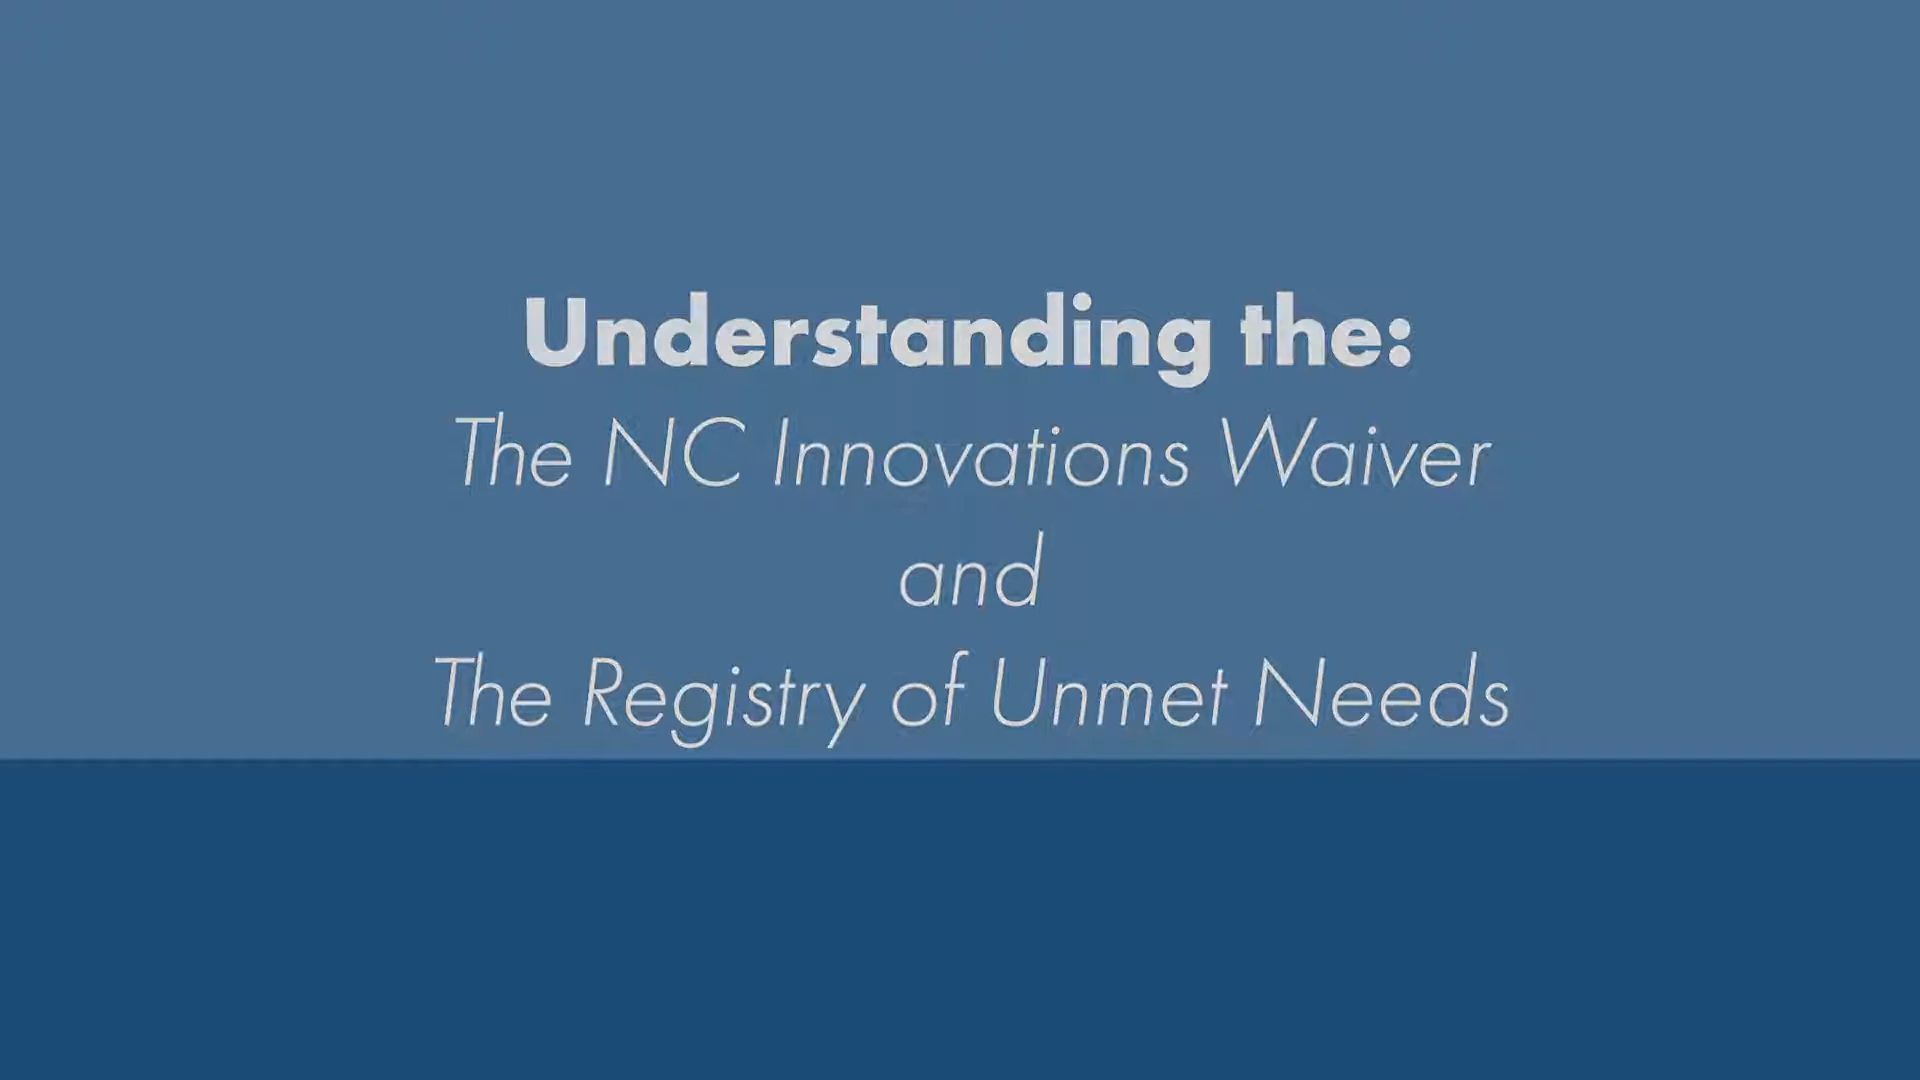 Understanding the:
The NC Innovations Waiver
and
The Registry of Unmet Needs